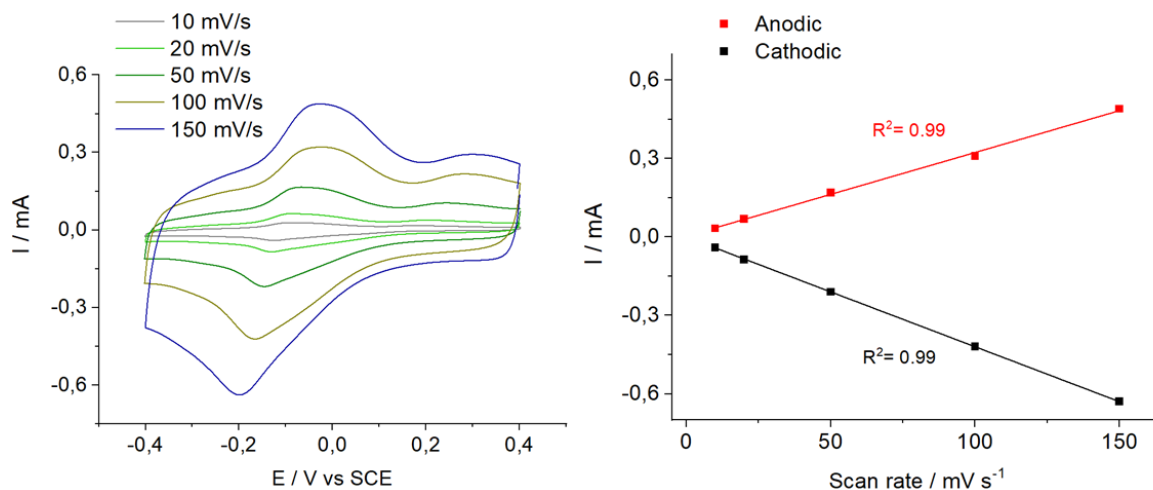 10 mV/s
20 mV/s
50 mV/s
100 mV/s
150 mV/s
0,6
0,3
0,0
-0,3
-0,6
I / mA
-0,4
-0,2
0,0
0,2
0,4
E / V vs SCE
Anodic
Cathodic
0,6
0,3
0,0
-0,3
-0,6
I / mA
R²= 0.99
R²= 0.99
0
50
100
150
Scan rate / mV s⁻¹